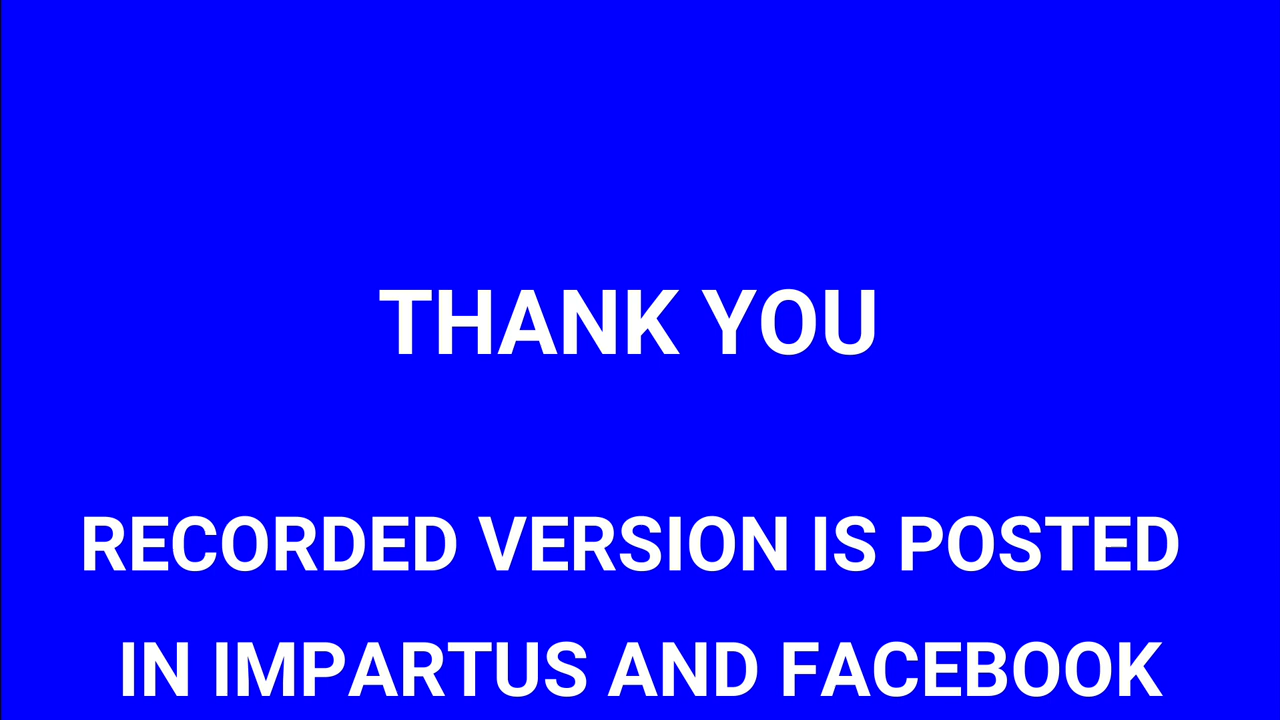 THANK YOU
RECORDED VERSION IS POSTED
IN IMPARTUS AND FACEBOOK